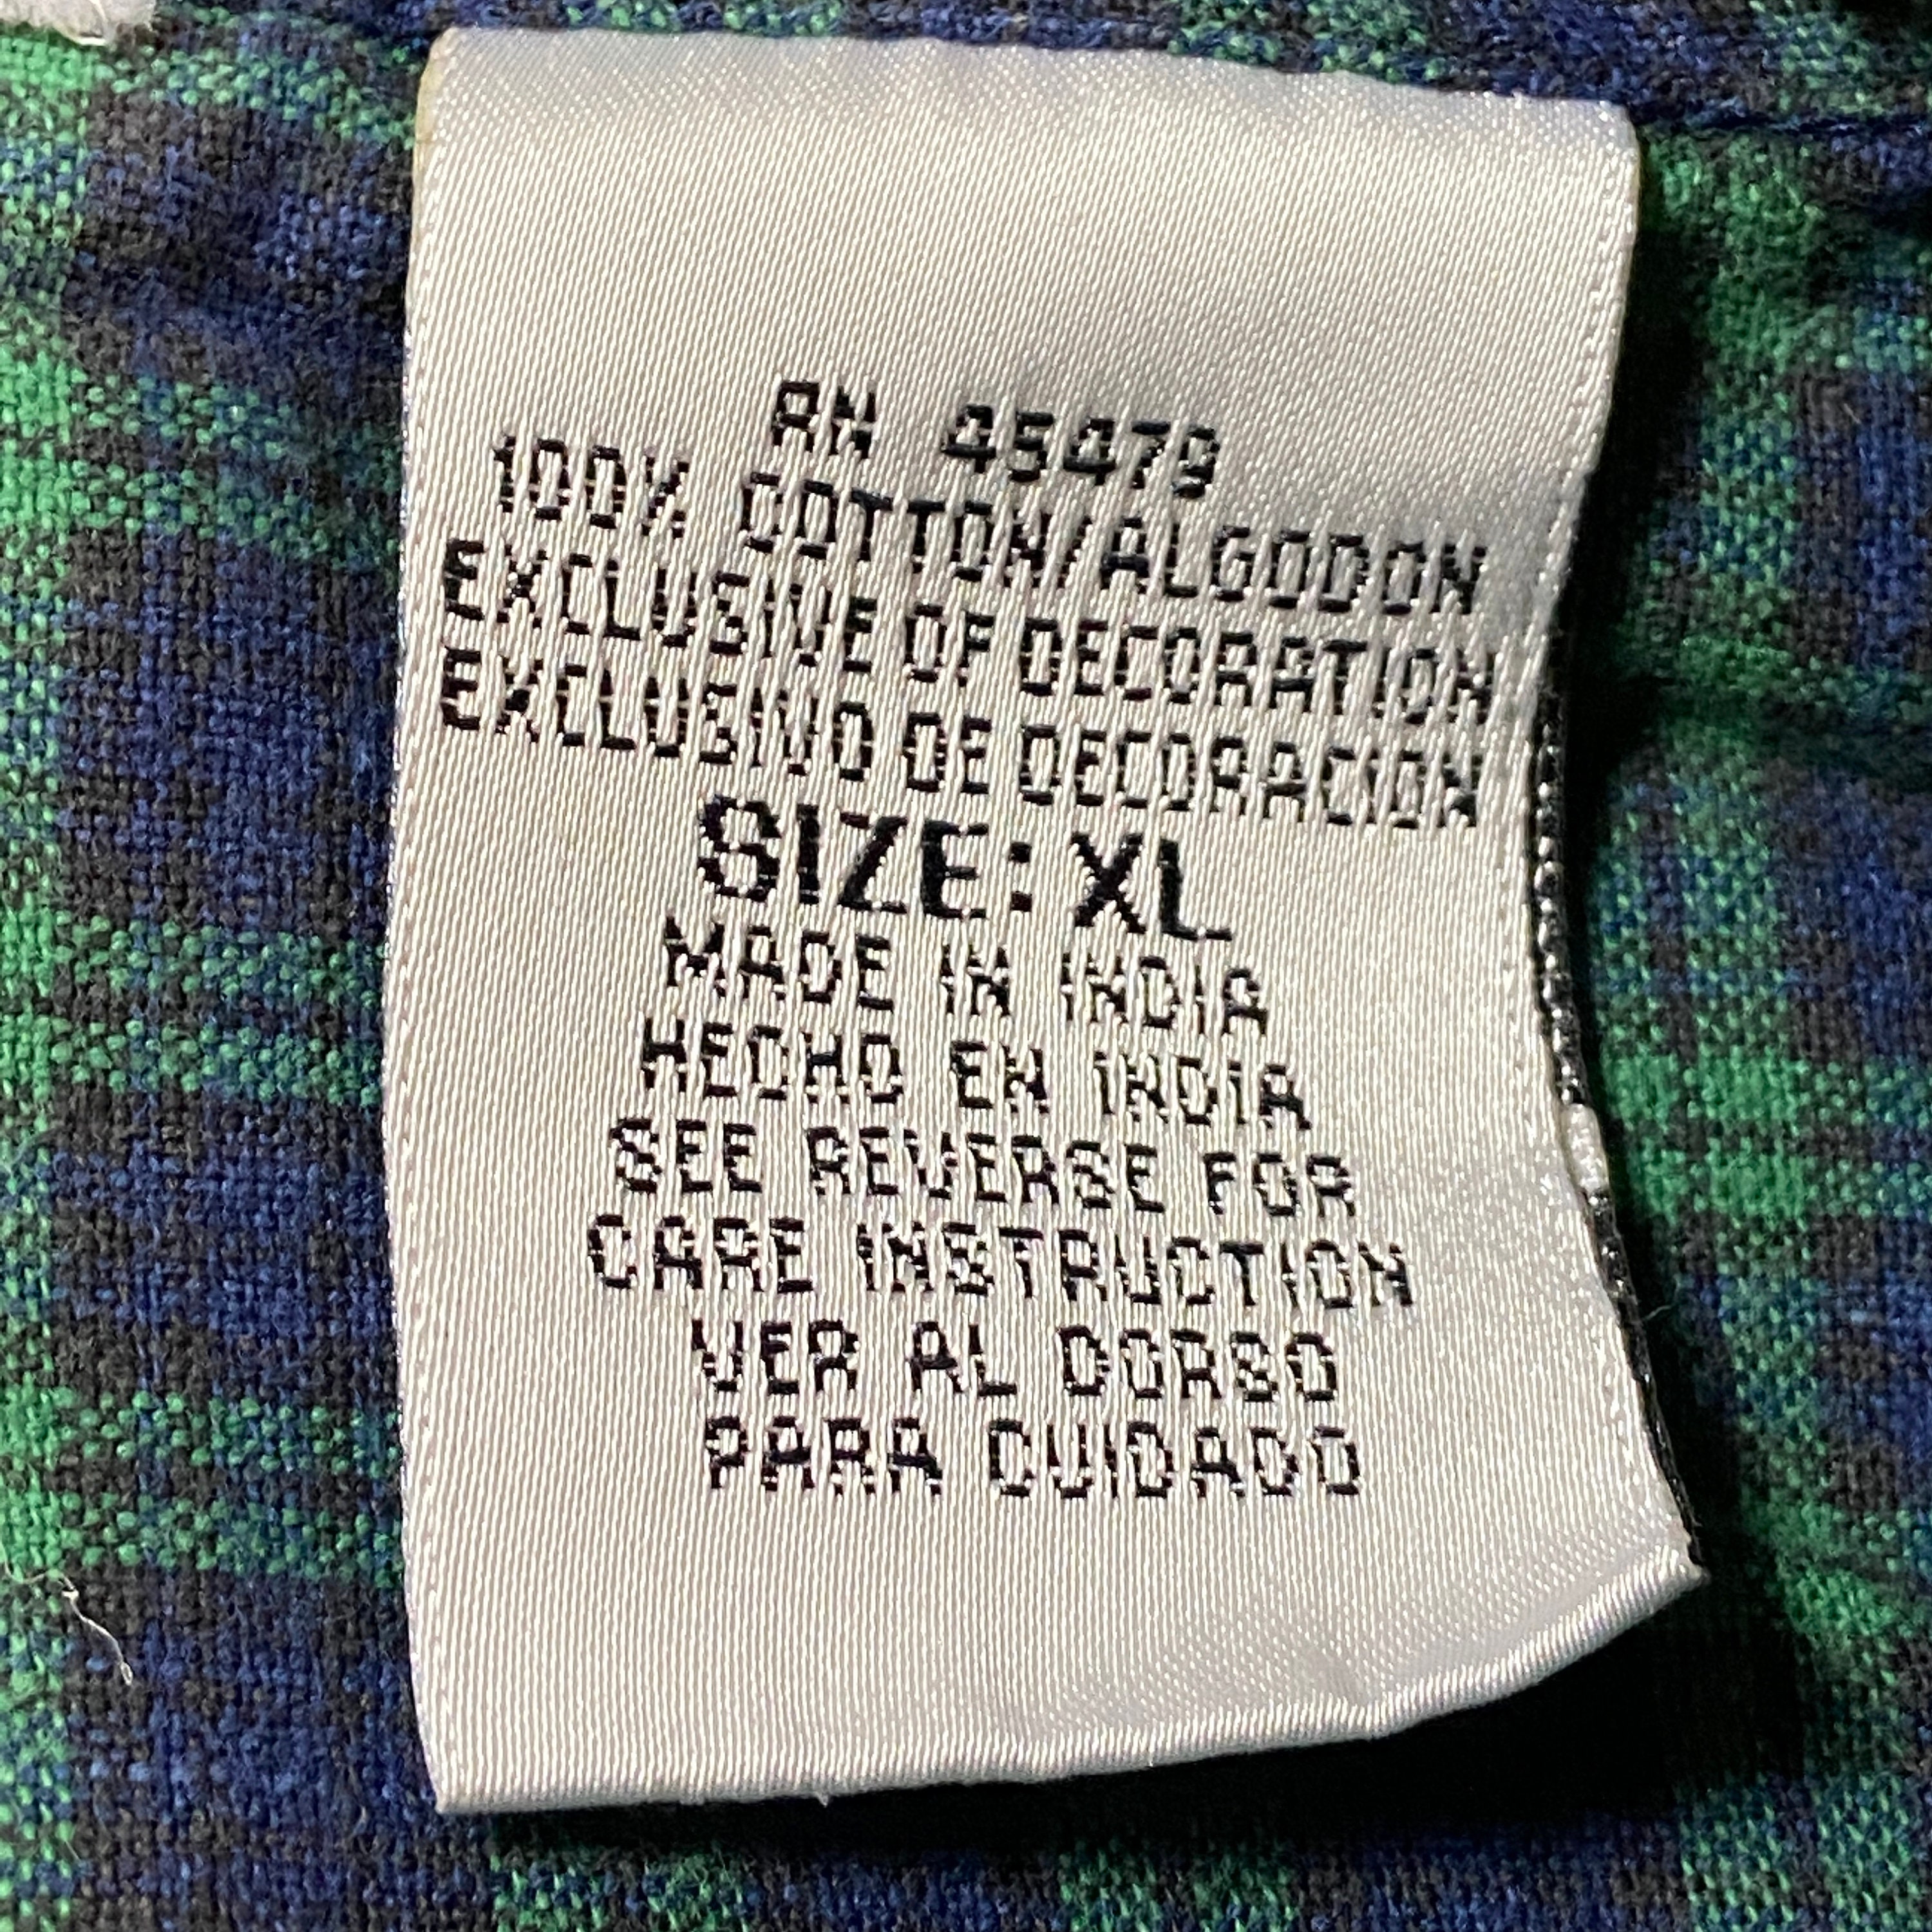 RN 45479
100% COTTON/ALGODON
EXCLUSIVE OF DECORATION
EXCLUSIVO DE DECORACION
SIZE: XL
MADE IN INDIA
HECHO EN INDIA
SEE REVERSE FOR
CARE INSTRUCTION
VER AL DORSO
PARA CUIDADO